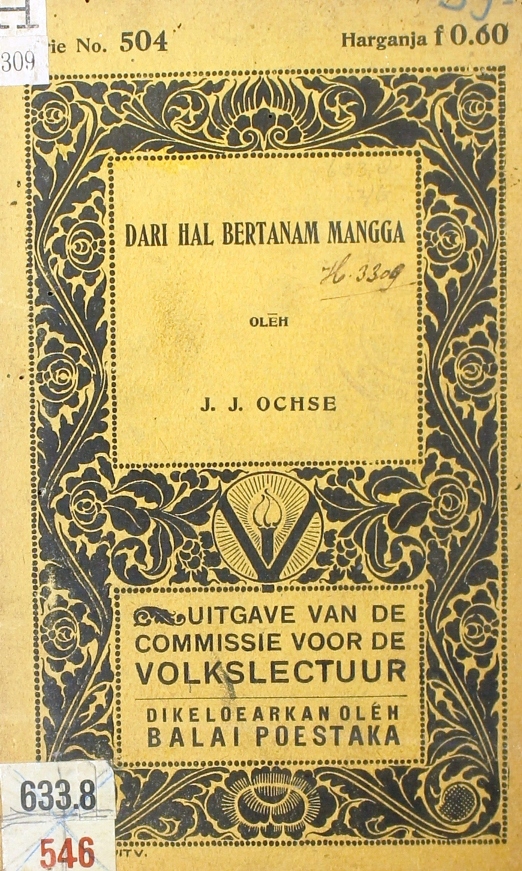 309
rie No. 504
Harganja f 0.60
DARI HAL BERTANAM MANGGA
H. 3309
OLĒH
J. J. OCHSE
V
UITGAVE VAN DE
COMMISSIE VOOR DE
VOLKSLECTUUR
DIKELOEARKAN OLÉH
BALAI POESTAKA
633.8
546